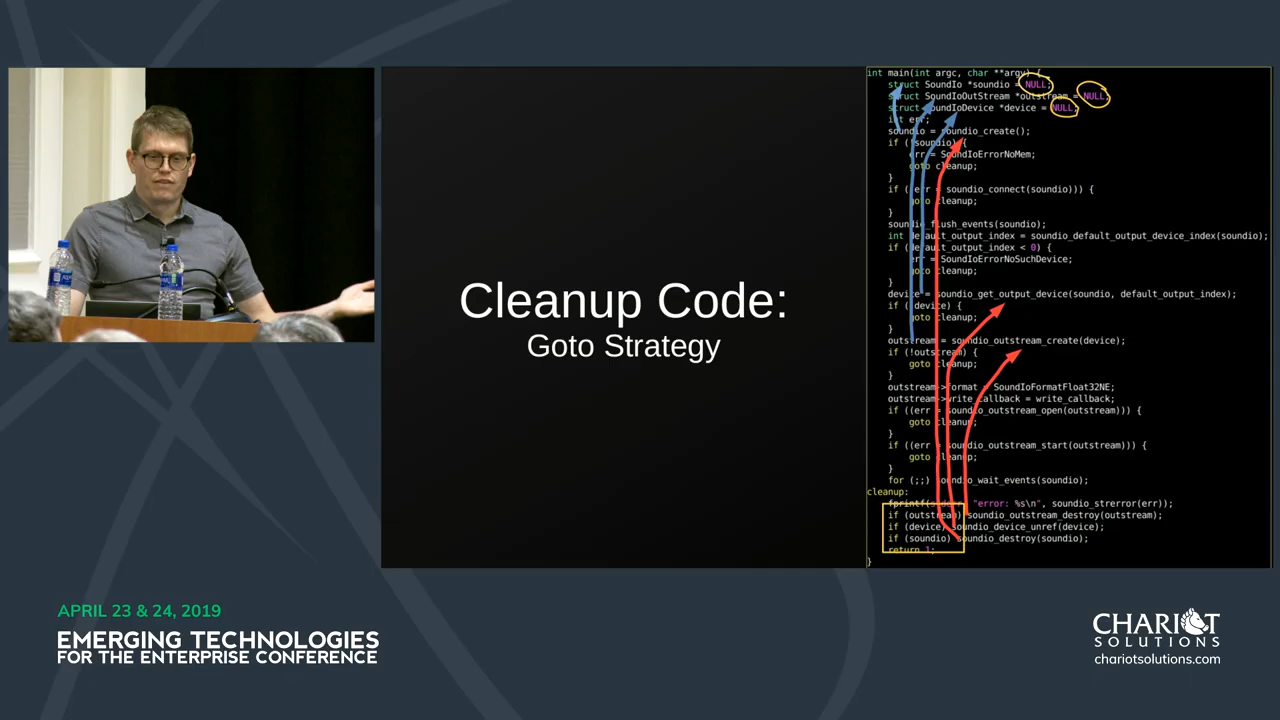 Cleanup Code:
Goto Strategy
int main(int argc, char **argv) {
    struct SoundIo *soundio = NULL;
    struct SoundIoOutStream *outstream = NULL;
    struct SoundIoDevice *device = NULL;
    int err;
    soundio = soundio_create();
    if (!soundio) {
        err = SoundIoErrorNoMem;
        goto cleanup;
    }
    if ((err = soundio_connect(soundio))) {
        goto cleanup;
    }
    soundio_flush_events(soundio);
    int default_output_index = soundio_default_output_device_index(soundio);
    if (default_output_index < 0) {
        err = SoundIoErrorNoSuchDevice;
        goto cleanup;
    }
    device = soundio_get_output_device(soundio, default_output_index);
    if (!device) {
        goto cleanup;
    }
    outstream = soundio_outstream_create(device);
    if (!outstream) {
        goto cleanup;
    }
    outstream->format = SoundIoFormatFloat32NE;
    outstream->write_callback = write_callback;
    if ((err = soundio_outstream_open(outstream))) {
        goto cleanup;
    }
    if ((err = soundio_outstream_start(outstream))) {
        goto cleanup;
    }
    for (;;) soundio_wait_events(soundio);
cleanup:
    fprintf(stderr, "error: %s\n", soundio_strerror(err));
    if (outstream) soundio_outstream_destroy(outstream);
    if (device) soundio_device_unref(device);
    if (soundio) soundio_destroy(soundio);
    return 1;
}
APRIL 23 & 24, 2019
EMERGING TECHNOLOGIES
FOR THE ENTERPRISE CONFERENCE
CHARIOT
SOLUTIONS
chariotsolutions.com